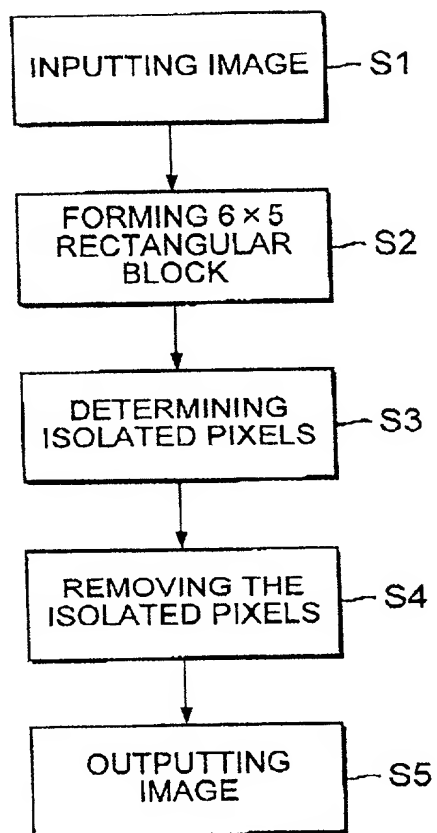 INPUTTING IMAGE
S1
FORMING 6×5
RECTANGULAR
BLOCK
S2
DETERMINING
ISOLATED PIXELS
S3
REMOVING THE
ISOLATED PIXELS
S4
OUTPUTTING
IMAGE
S5